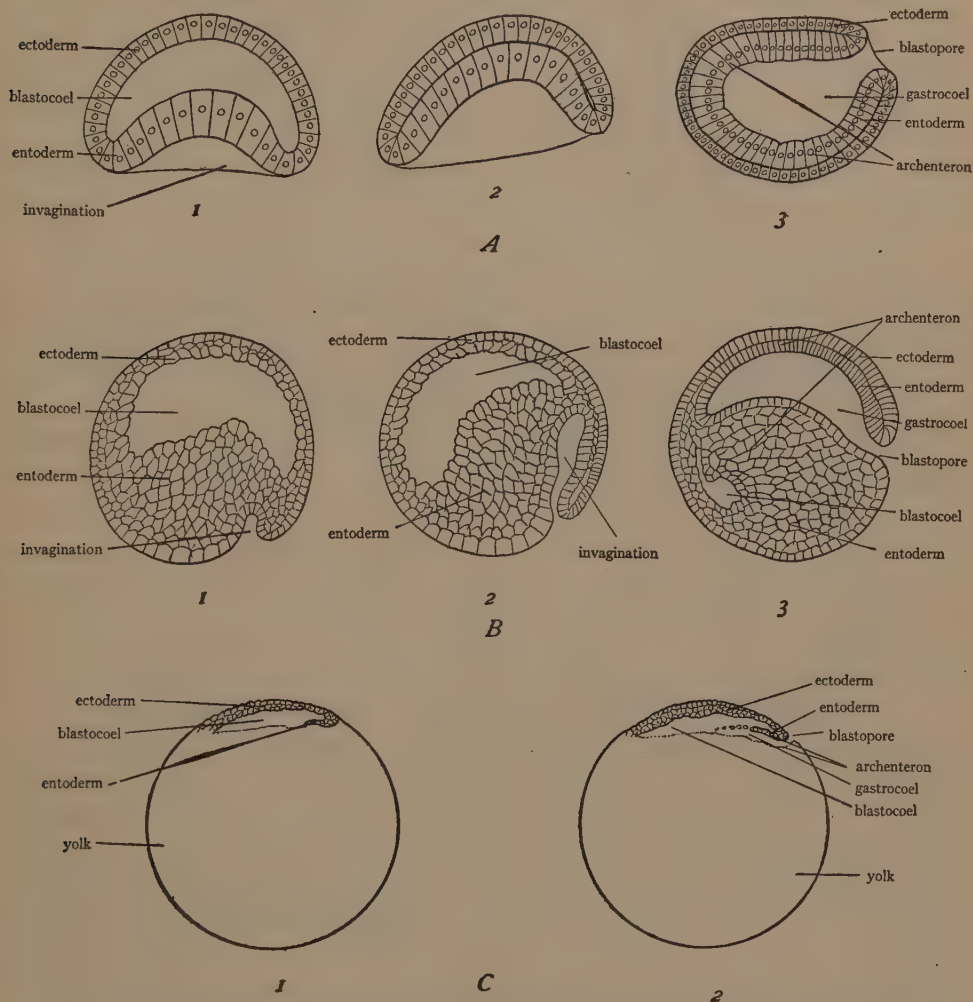 ectoderm
blastocoel
entoderm
invagination
1
2
ectoderm
blastopore
gastrocoel
entoderm
archenteron
3
A
ectoderm
blastocoel
entoderm
invagination
1
ectoderm
blastocoel
entoderm
invagination
2
archenteron
ectoderm
entoderm
gastrocoel
blastopore
blastocoel
entoderm
3
B
ectoderm
blastocoel
entoderm
yolk
1
ectoderm
entoderm
blastopore
archenteron
gastrocoel
blastocoel
yolk
2
C